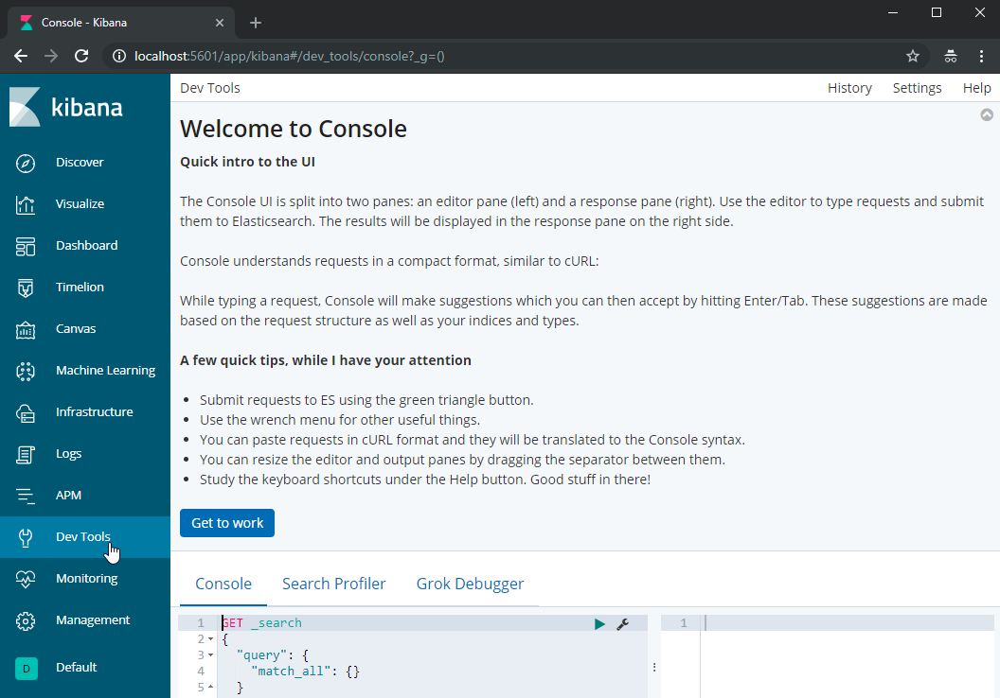 Console - Kibana
localhost:5601/app/kibana#/dev_tools/console?_g=()
kibana
Discover
Visualize
Dashboard
Timelion
Canvas
Machine Learning
Infrastructure
Logs
APM
Dev Tools
Monitoring
Management
D Default
Dev Tools History Settings Help
Welcome to Console
Quick intro to the UI
The Console UI is split into two panes: an editor pane (left) and a response pane (right). Use the editor to type requests and submit
them to Elasticsearch. The results will be displayed in the response pane on the right side.
Console understands requests in a compact format, similar to cURL:
While typing a request, Console will make suggestions which you can then accept by hitting Enter/Tab. These suggestions are made
based on the request structure as well as your indices and types.
A few quick tips, while I have your attention
• Submit requests to ES using the green triangle button.
• Use the wrench menu for other useful things.
• You can paste requests in cURL format and they will be translated to the Console syntax.
• You can resize the editor and output panes by dragging the separator between them.
• Study the keyboard shortcuts under the Help button. Good stuff in there!
Get to work
Console Search Profiler Grok Debugger
1 GET _search
2 {
3 "query": {
4 "match_all": {}
5 }
1